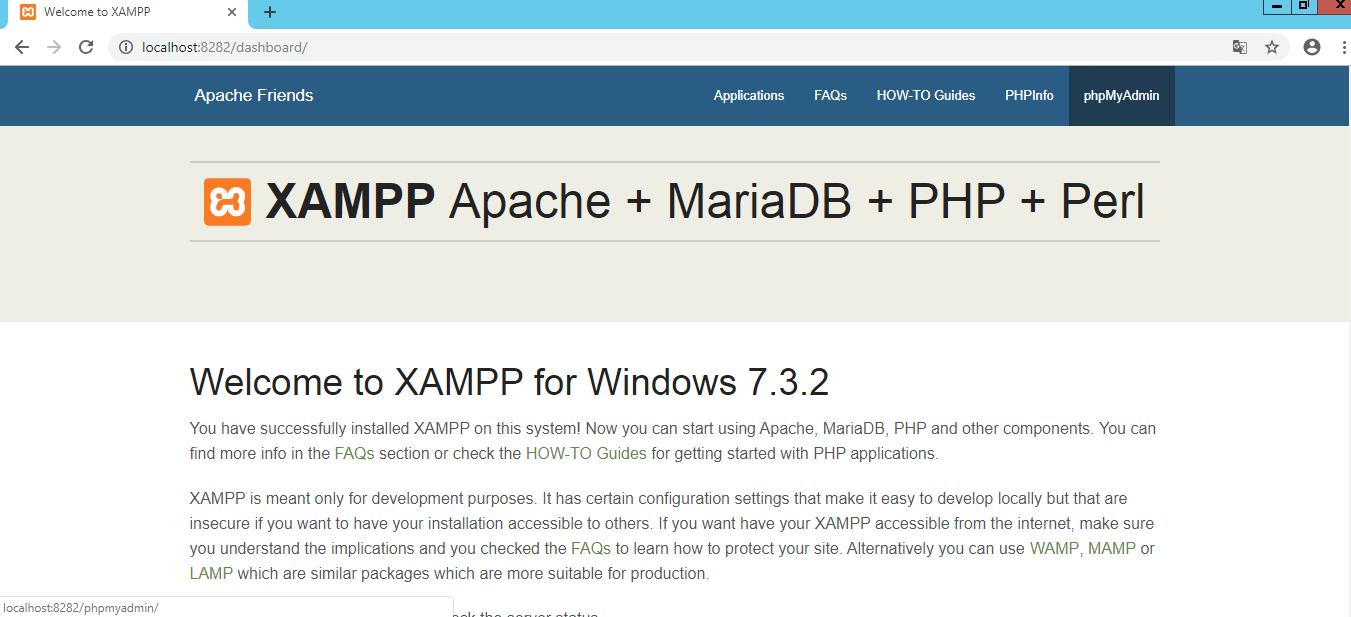 Welcome to XAMPP
localhost:8282/dashboard/
Apache Friends
Applications FAQs HOW-TO Guides PHPInfo phpMyAdmin
XAMPP Apache + MariaDB + PHP + Perl
Welcome to XAMPP for Windows 7.3.2
You have successfully installed XAMPP on this system! Now you can start using Apache, MariaDB, PHP and other components. You can
find more info in the FAQs section or check the HOW-TO Guides for getting started with PHP applications.
XAMPP is meant only for development purposes. It has certain configuration settings that make it easy to develop locally but that are
insecure if you want to have your installation accessible to others. If you want have your XAMPP accessible from the internet, make sure
you understand the implications and you checked the FAQs to learn how to protect your site. Alternatively you can use WAMP, MAMP or
LAMP which are similar packages which are more suitable for production.
the server status
localhost:8282/phpmyadmin/